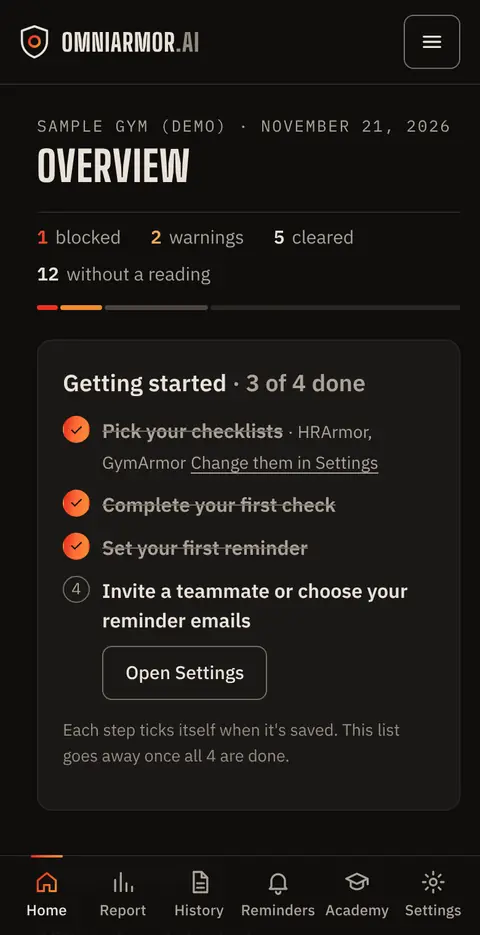 OMNIARMOR.AI
SAMPLE GYM (DEMO) · NOVEMBER 21, 2026
OVERVIEW
1 blocked 2 warnings 5 cleared
12 without a reading
Getting started · 3 of 4 done
Pick your checklists · HRArmor,
GymArmor Change them in Settings
Complete your first check
Set your first reminder
4 Invite a teammate or choose your
reminder emails
Open Settings
Each step ticks itself when it's saved. This list
goes away once all 4 are done.
Home Report History Reminders Academy Settings